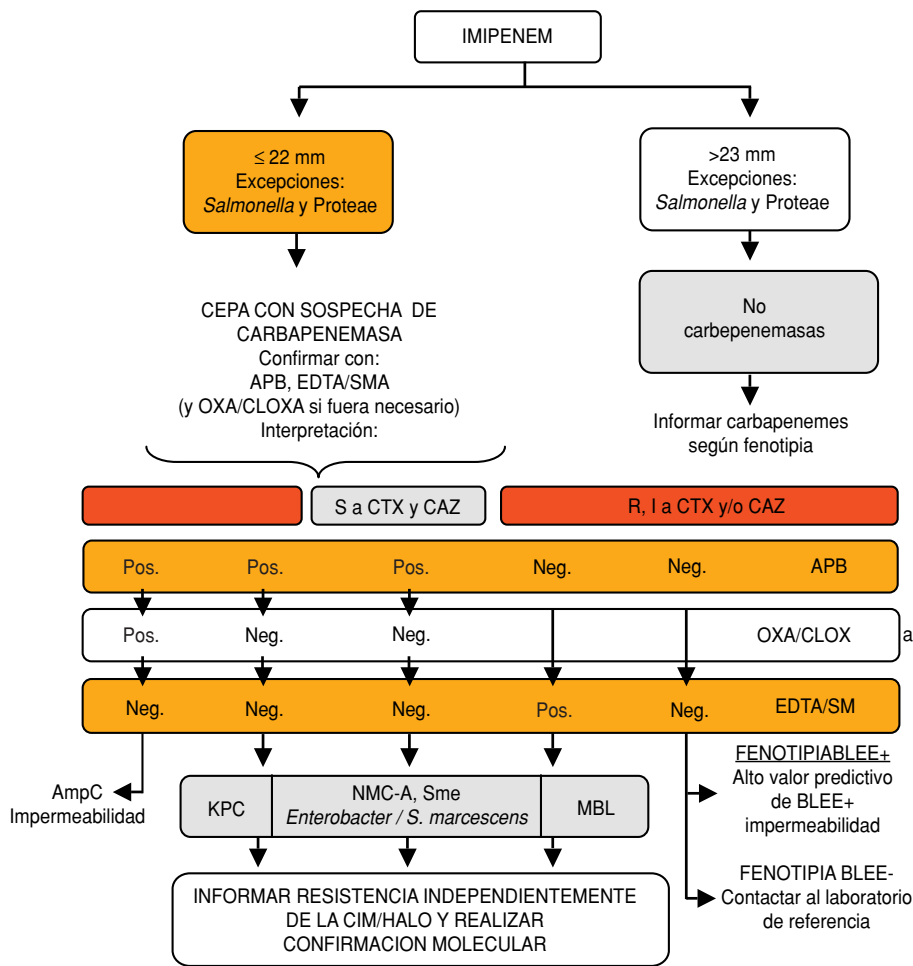 IMIPENEM
≤ 22 mm
Excepciones:
Salmonella y Proteae
>23 mm
Excepciones:
Salmonella y Proteae
CEPA CON SOSPECHA DE
CARBAPENEMASA
Confirmar con:
APB, EDTA/SMA
(y OXA/CLOXA si fuera necesario)
Interpretación:
No
carbepenemasas
Informar carbapenemes
según fenotipia
S a CTX y CAZ
R, I a CTX y/o CAZ
Pos. Pos. Pos. Neg. Neg. APB
Pos. Neg. Neg. OXA/CLOX a
Neg. Neg. Neg. Pos. Neg. EDTA/SM
AmpC
Impermeabilidad
KPC
NMC-A, Sme
Enterobacter / S. marcescens
MBL
FENOTIPIABLEE+
Alto valor predictivo
de BLEE+
impermeabilidad
FENOTIPIA BLEE-
Contactar al laboratorio
de referencia
INFORMAR RESISTENCIA INDEPENDIENTEMENTE
DE LA CIM/HALO Y REALIZAR
CONFIRMACION MOLECULAR